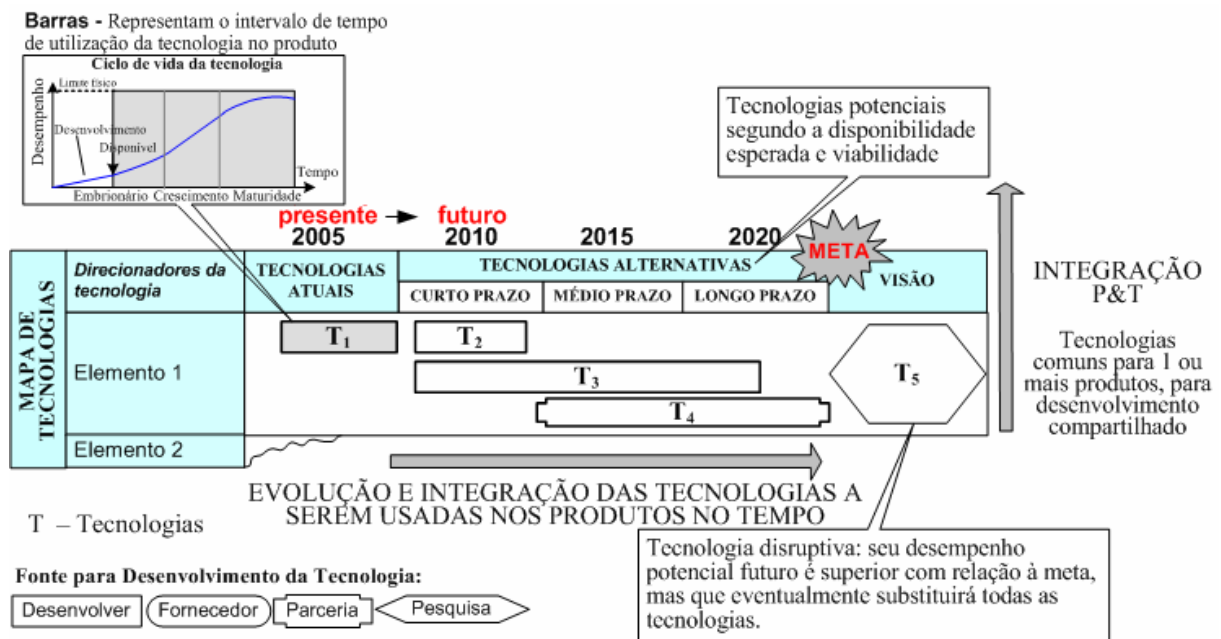 Barras - Representam o intervalo de tempo
de utilização da tecnologia no produto
Ciclo de vida da tecnologia
Desempenho
Limite físico
Desenvolvimento
Disponível
Tempo
Embrionário Crescimento Maturidade
Tecnologias potenciais
segundo a disponibilidade
esperada e viabilidade
presente → futuro
2005 2010 2015 2020
META
MAPA DE
TECNOLOGIAS
Direcionadores da
tecnologia
TECNOLOGIAS
ATUAIS
TECNOLOGIAS ALTERNATIVAS
CURTO PRAZO MÉDIO PRAZO LONGO PRAZO
VISÃO
Elemento 1
T1 T2
T3
T4
T5
Elemento 2
INTEGRAÇÃO
P&T
Tecnologias
comuns para 1 ou
mais produtos, para
desenvolvimento
compartilhado
EVOLUÇÃO E INTEGRAÇÃO DAS TECNOLOGIAS A
SEREM USADAS NOS PRODUTOS NO TEMPO
T – Tecnologias
Tecnologia disruptiva: seu desempenho
potencial futuro é superior com relação à meta,
mas que eventualmente substituirá todas as
tecnologias.
Fonte para Desenvolvimento da Tecnologia:
Desenvolver Fornecedor Parceria Pesquisa